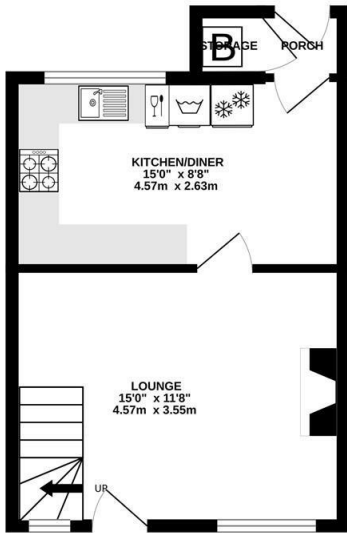 STORAGE PORCH
B
KITCHEN/DINER
15'0" x 8'8"
4.57m x 2.63m
LOUNGE
15'0" x 11'8"
4.57m x 3.55m
UP